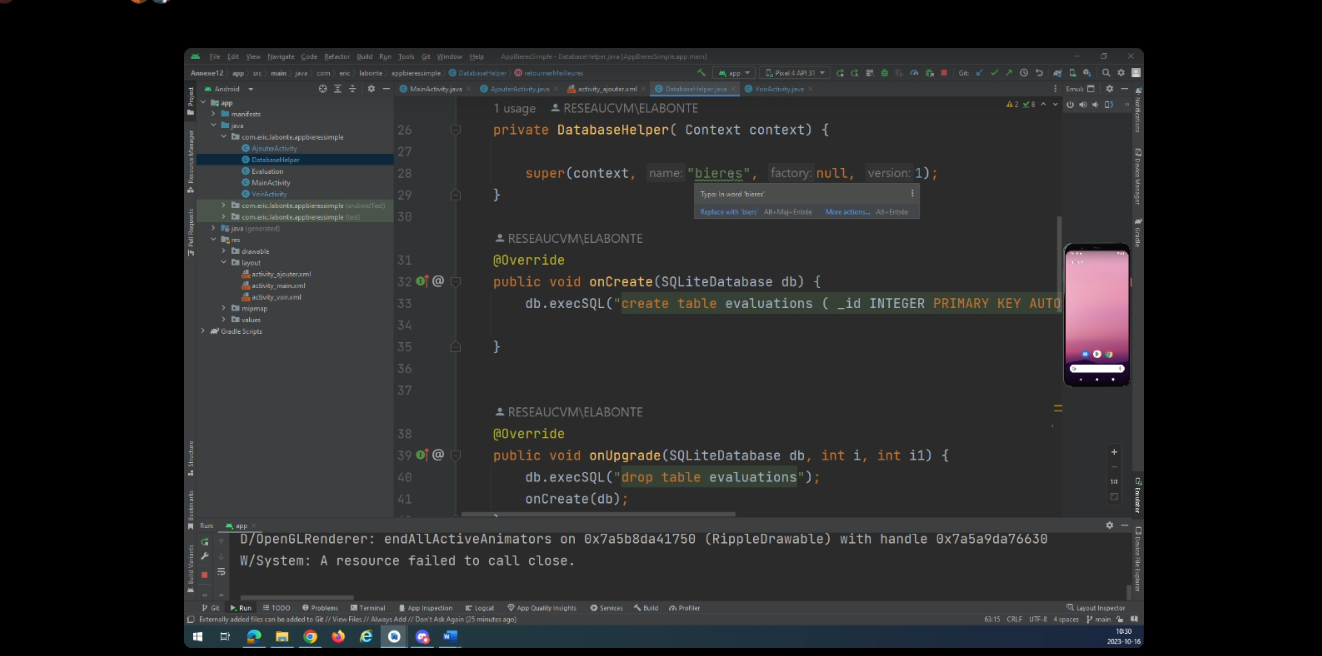 File Edit View Navigate Code Refactor Build Run Tools Git Window Help AppBieresSimple - DatabaseHelper.java [AppBieresSimple.app.main]
Annexe12 app src main java com eric labonte appbieressimple DatabaseHelper retournerMeilleures app Pixel 4 API 31 Git:
Android MainActivity.java AjouterActivity.java activity_ajouter.xml DatabaseHelper.java VoirActivity.java Emul
Project
Resource Manager
Pull Requests
Structure
Bookmarks
Build Variants
app
manifests
java
com.eric.labonte.appbieressimple
AjouterActivity
DatabaseHelper
Evaluation
MainActivity
VoirActivity
com.eric.labonte.appbieressimple (androidTest)
com.eric.labonte.appbieressimple (test)
java (generated)
res
drawable
layout
activity_ajouter.xml
activity_main.xml
activity_voir.xml
mipmap
values
Gradle Scripts
1 usage RESEAUCVM\ELABONTE
2 8
26 private DatabaseHelper( Context context) {
27
28 super(context, name: "bieres", factory: null, version: 1);
29 }
Typo: In word 'bieres'
Replace with 'biers' Alt+Maj+Entrée More actions... Alt+Entrée
30
RESEAUCVM\ELABONTE
31 @Override
32 public void onCreate(SQLiteDatabase db) {
33 db.execSQL("create table evaluations ( _id INTEGER PRIMARY KEY AUTO
34
35 }
36
37
RESEAUCVM\ELABONTE
38 @Override
39 public void onUpgrade(SQLiteDatabase db, int i, int i1) {
40 db.execSQL("drop table evaluations");
41 onCreate(db);
Notifications
Device Manager
Gradle
Emulator
Device File Explorer
1:1
Run: app
D/OpenGLRenderer: endAllActiveAnimators on 0x7a5b8da41750 (RippleDrawable) with handle 0x7a5a9da76630
W/System: A resource failed to call close.
Git Run TODO Problems Terminal App Inspection Logcat App Quality Insights Services Build Profiler Layout Inspector
Externally added files can be added to Git // View Files // Always Add // Don't Ask Again (25 minutes ago) 63:15 CRLF UTF-8 4 spaces main
10:30
2023-10-16